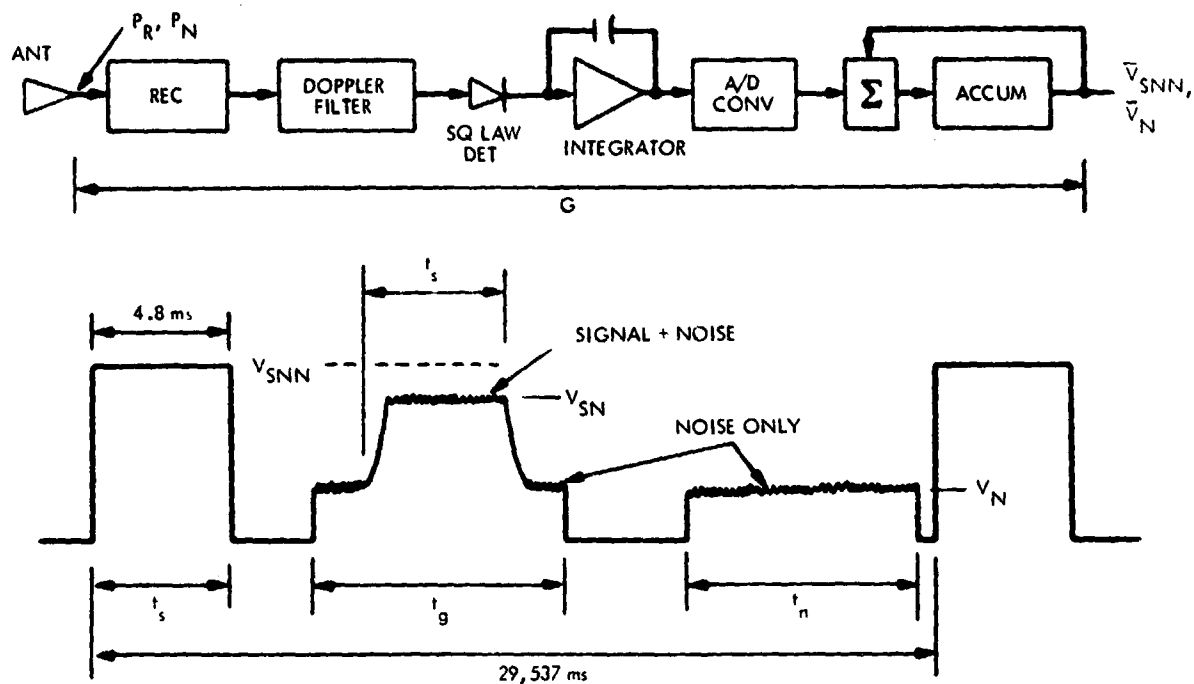 P_R, P_N
ANT
REC
DOPPLER
FILTER
SQ LAW
DET
INTEGRATOR
A/D
CONV
Σ
ACCUM
V̅_SNN,
V̅_N
G
t_s
4.8 ms
SIGNAL + NOISE
V_SNN
V_SN
NOISE ONLY
V_N
t_s
t_g
t_n
29,537 ms